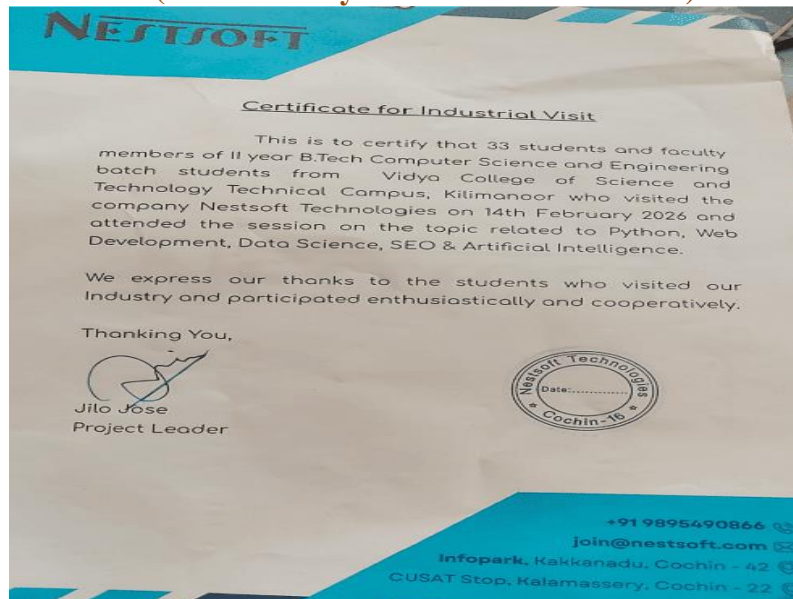 NESTSOFT
Certificate for Industrial Visit
This is to certify that 33 students and faculty
members of II year B.Tech Computer Science and Engineering
batch students from Vidya College of Science and
Technology Technical Campus, Kilimanoor who visited the
company Nestsoft Technologies on 14th February 2026 and
attended the session on the topic related to Python, Web
Development, Data Science, SEO & Artificial Intelligence.
We express our thanks to the students who visited our
Industry and participated enthusiastically and cooperatively.
Thanking You,
Jilo Jose
Project Leader
Nestsoft Technologies
Date:..............
* Cochin-16 *
+91 9895490866
join@nestsoft.com
Infopark, Kakkanadu, Cochin - 42
CUSAT Stop, Kalamassery, Cochin - 22